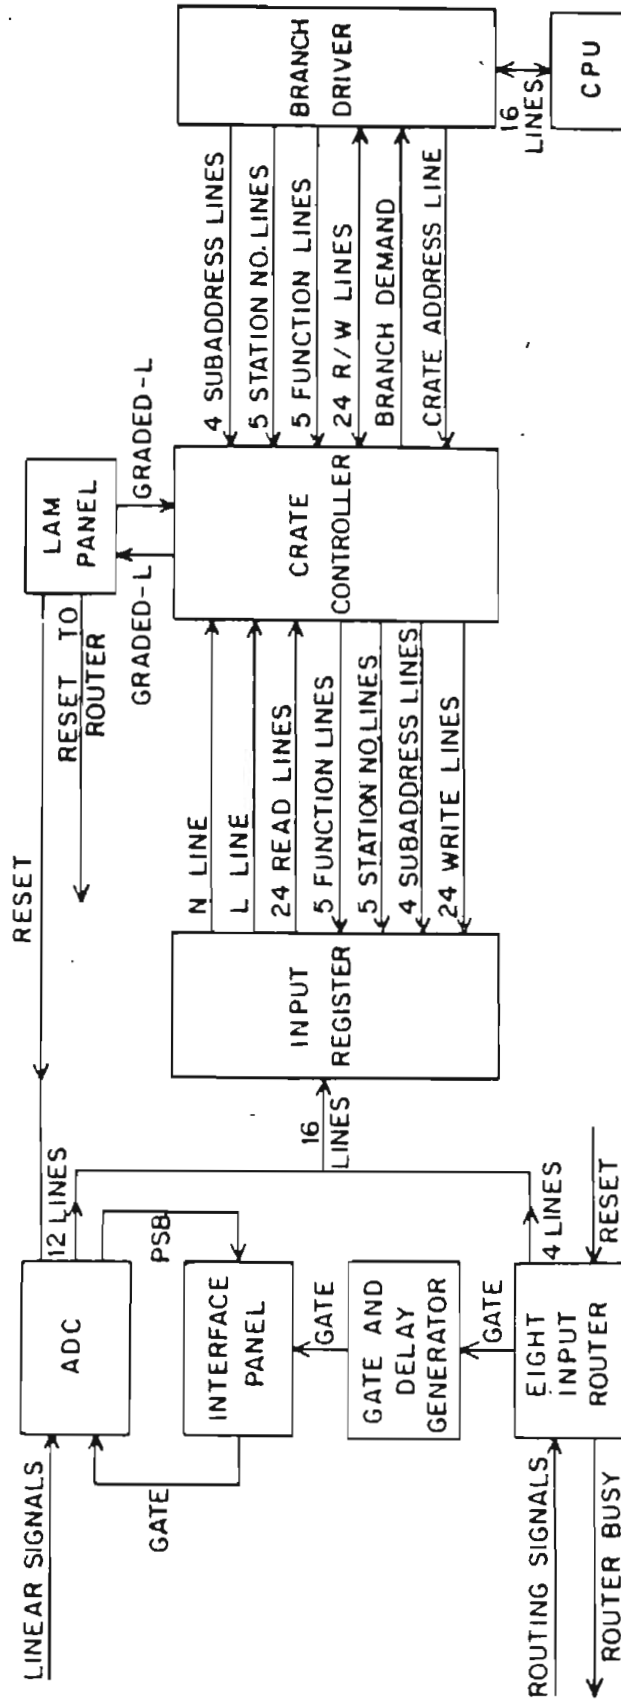 LINEAR SIGNALS
ADC
12 LINES
RESET
PSB
GATE
INTERFACE
PANEL
GATE
GATE AND
DELAY
GENERATOR
GATE
EIGHT
INPUT
ROUTER
4 LINES
RESET
ROUTING SIGNALS
ROUTER BUSY
16
LINES
INPUT
REGISTER
N LINE
L LINE
24 READ LINES
5 FUNCTION LINES
5 STATION NO. LINES
4 SUBADDRESS LINES
24 WRITE LINES
RESET TO
ROUTER
LAM
PANEL
GRADED-L
GRADED-L
CRATE
CONTROLLER
4 SUBADDRESS LINES
5 STATION NO. LINES
5 FUNCTION LINES
24 R/W LINES
BRANCH DEMAND
CRATE ADDRESS LINE
BRANCH
DRIVER
16
LINES
CPU